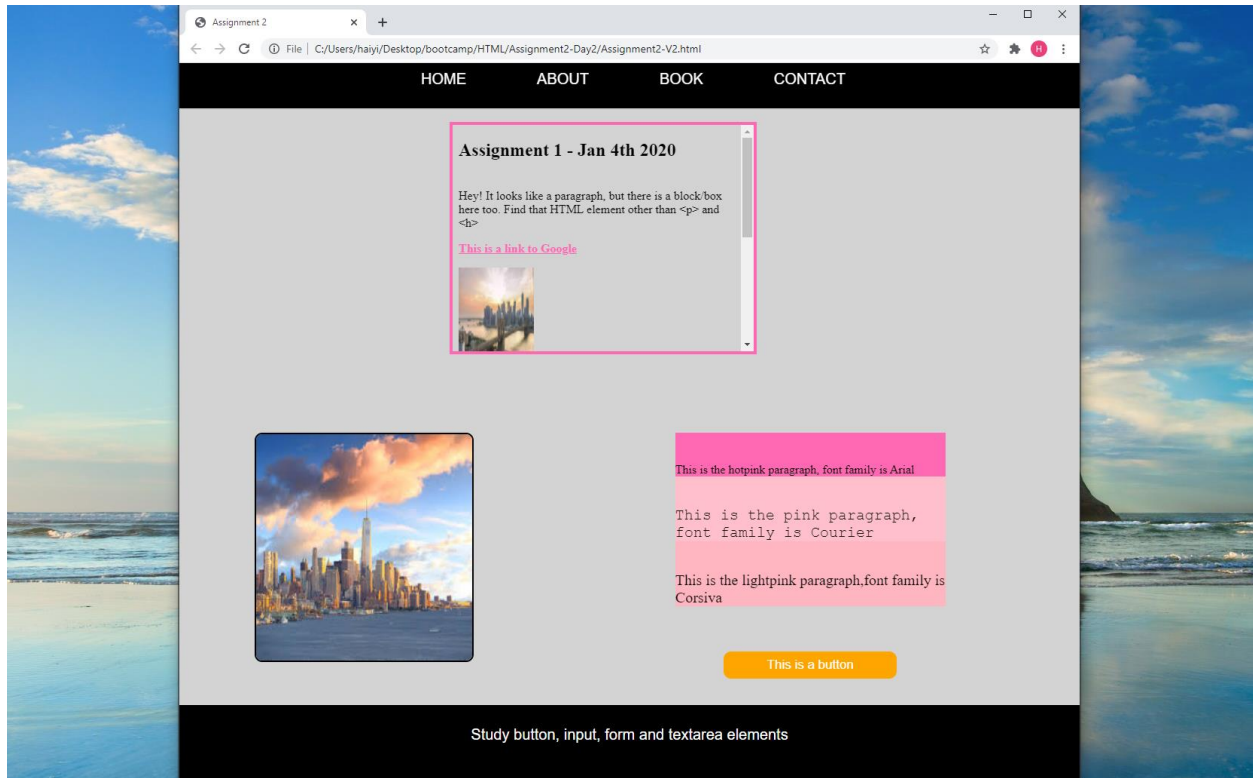 Assignment 2
File | C:/Users/haiyi/Desktop/bootcamp/HTML/Assignment2-Day2/Assignment2-V2.html
H
HOME ABOUT BOOK CONTACT
Assignment 1 - Jan 4th 2020
Hey! It looks like a paragraph, but there is a block/box
here too. Find that HTML element other than <p> and
<h>
This is a link to Google
This is the hotpink paragraph, font family is Arial
This is the pink paragraph,
font family is Courier
This is the lightpink paragraph,font family is
Corsiva
This is a button
Study button, input, form and textarea elements